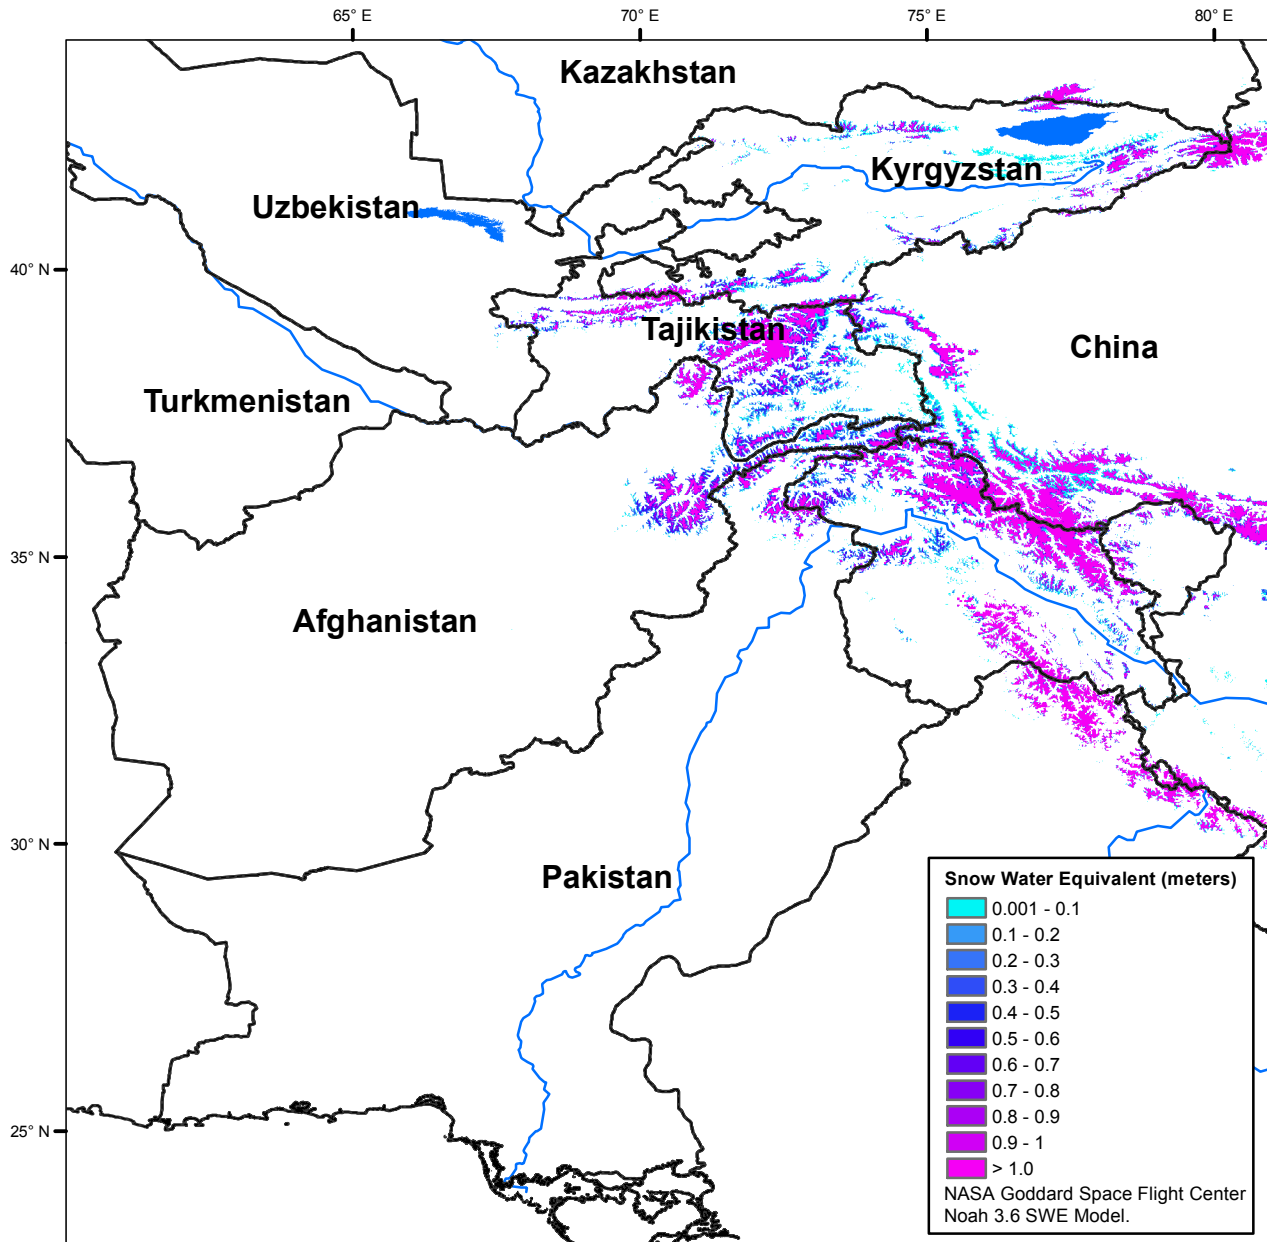 65° E
70° E
75° E
80° E
Kazakhstan
Kyrgyzstan
Uzbekistan
40° N
Tajikistan
China
Turkmenistan
35° N
Afghanistan
30° N
Pakistan
25° N
Snow Water Equivalent (meters)
0.001 - 0.1
0.1 - 0.2
0.2 - 0.3
0.3 - 0.4
0.4 - 0.5
0.5 - 0.6
0.6 - 0.7
0.7 - 0.8
0.8 - 0.9
0.9 - 1
> 1.0
NASA Goddard Space Flight Center
Noah 3.6 SWE Model.